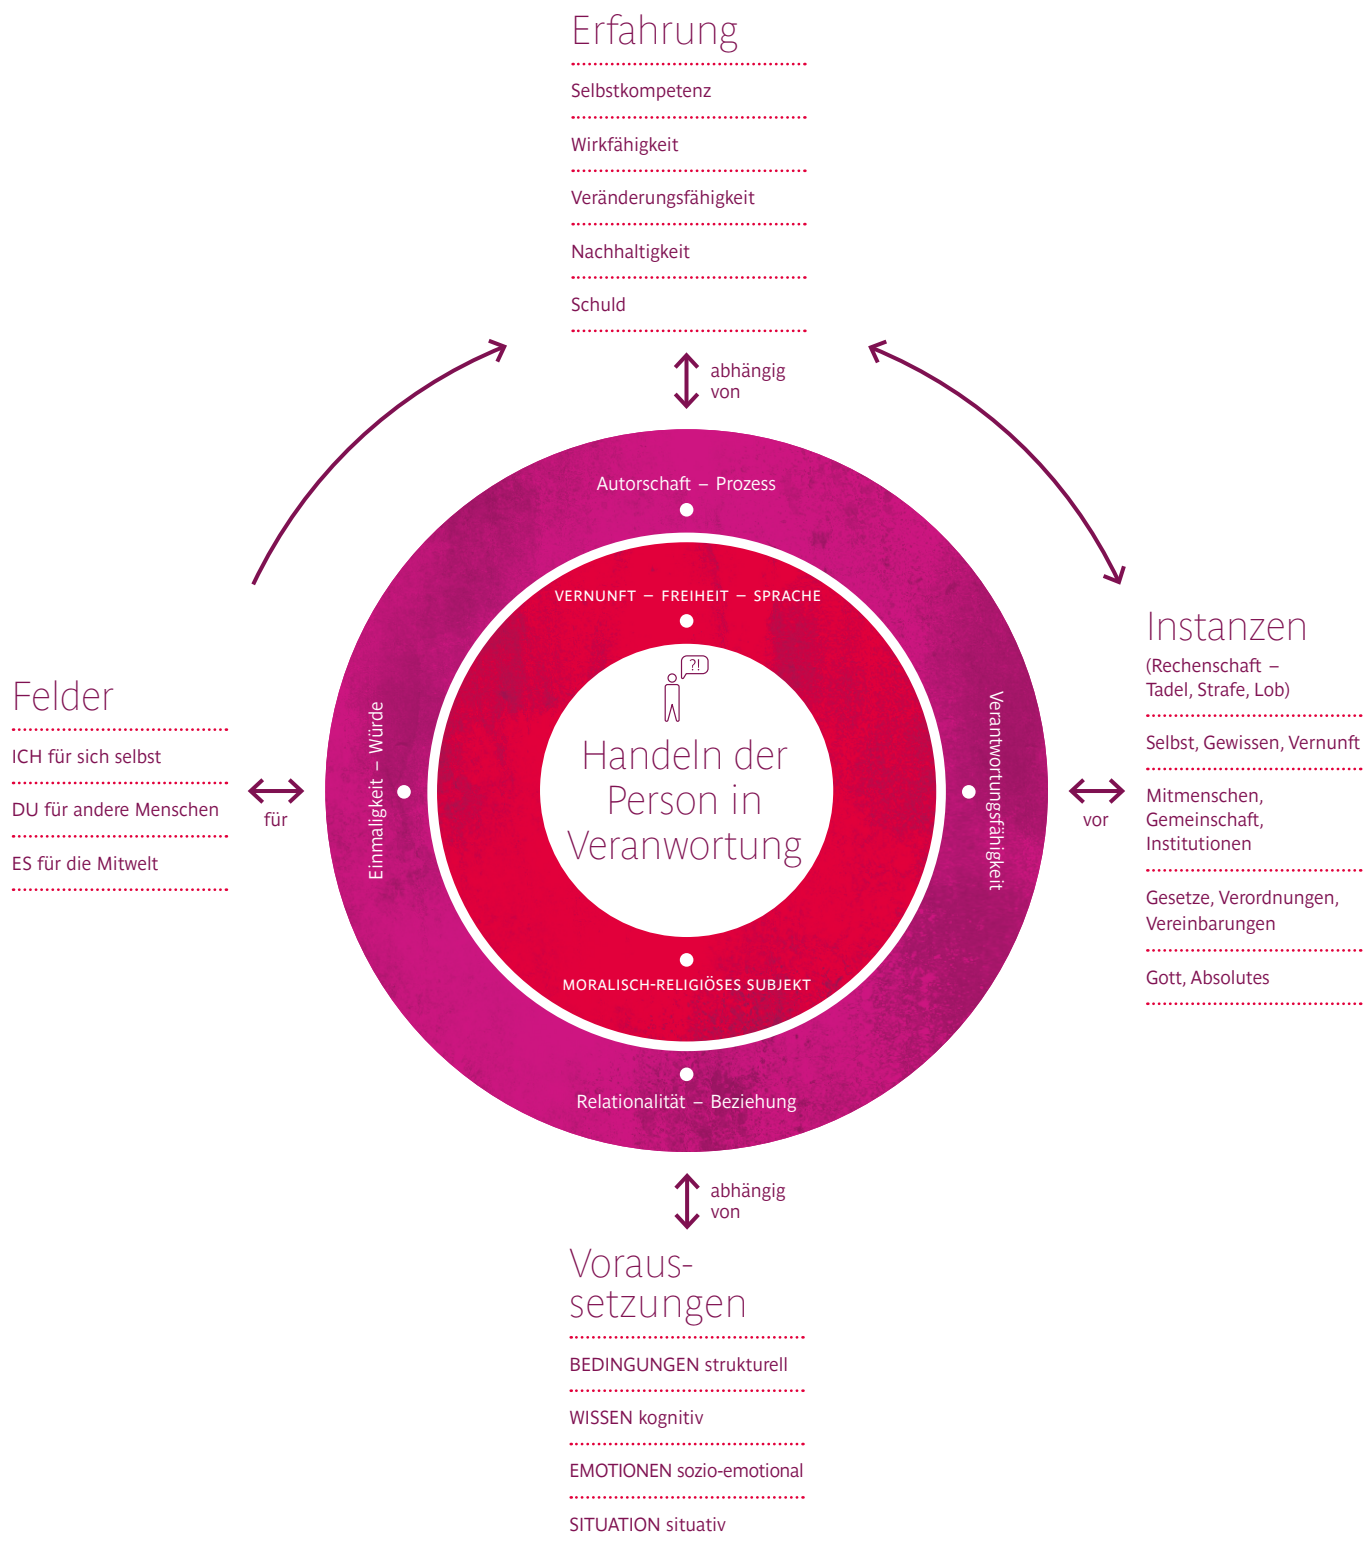 Erfahrung
Selbstkompetenz
Wirkfähigkeit
Veränderungsfähigkeit
Nachhaltigkeit
Schuld
abhängig
von
Autorschaft – Prozess
VERNUNFT – FREIHEIT – SPRACHE
?!
Handeln der
Person in
Veranwortung
MORALISCH-RELIGIÖSES SUBJEKT
Relationalität – Beziehung
Einmaligkeit – Würde
Verantwortungsfähigkeit
Felder
ICH für sich selbst
DU für andere Menschen
ES für die Mitwelt
für
vor
Instanzen
(Rechenschaft –
Tadel, Strafe, Lob)
Selbst, Gewissen, Vernunft
Mitmenschen,
Gemeinschaft,
Institutionen
Gesetze, Verordnungen,
Vereinbarungen
Gott, Absolutes
abhängig
von
Voraus-
setzungen
BEDINGUNGEN strukturell
WISSEN kognitiv
EMOTIONEN sozio-emotional
SITUATION situativ